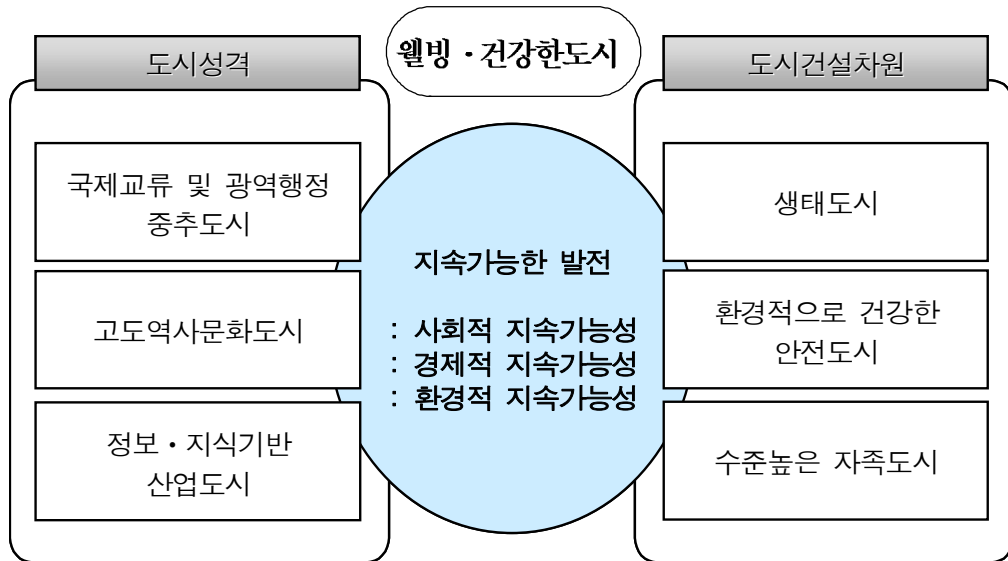 웰빙・건강한도시
도시성격
국제교류 및 광역행정
중추도시
고도역사문화도시
정보・지식기반
산업도시
지속가능한 발전
: 사회적 지속가능성
: 경제적 지속가능성
: 환경적 지속가능성
도시건설차원
생태도시
환경적으로 건강한
안전도시
수준높은 자족도시